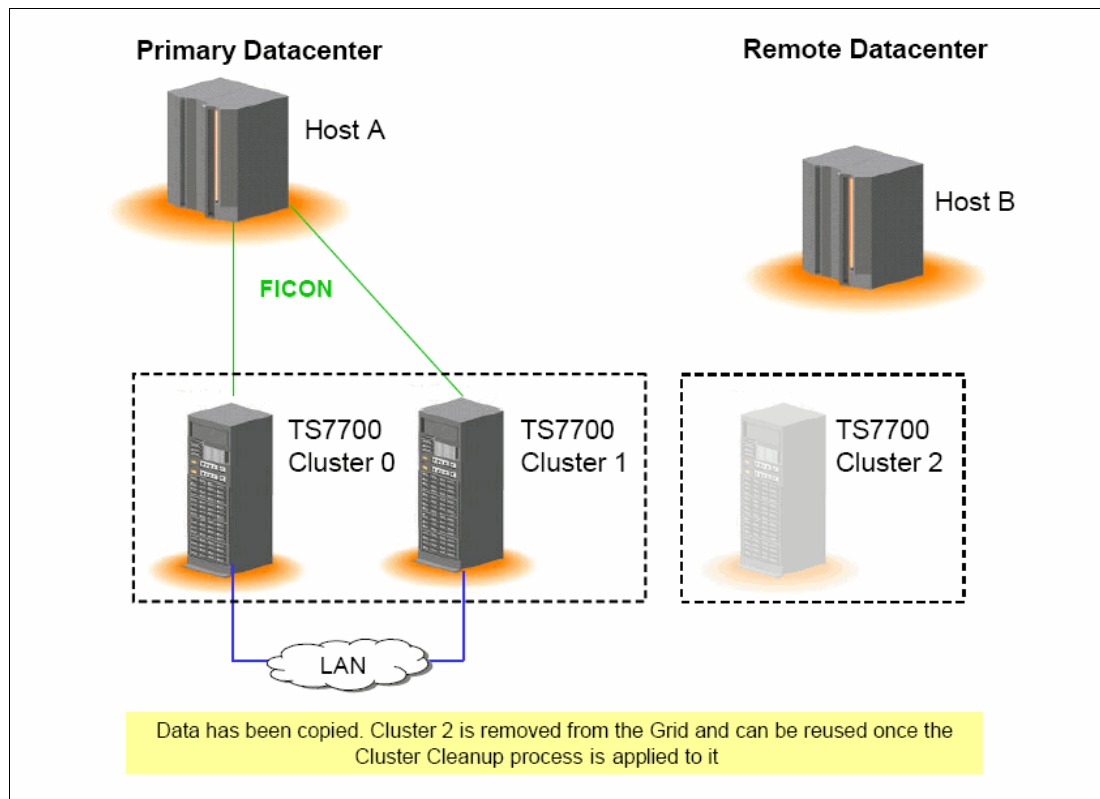 Primary Datacenter
Remote Datacenter
Host A
Host B
FICON
TS7700
Cluster 0
TS7700
Cluster 1
TS7700
Cluster 2
LAN
Data has been copied. Cluster 2 is removed from the Grid and can be reused once the
Cluster Cleanup process is applied to it